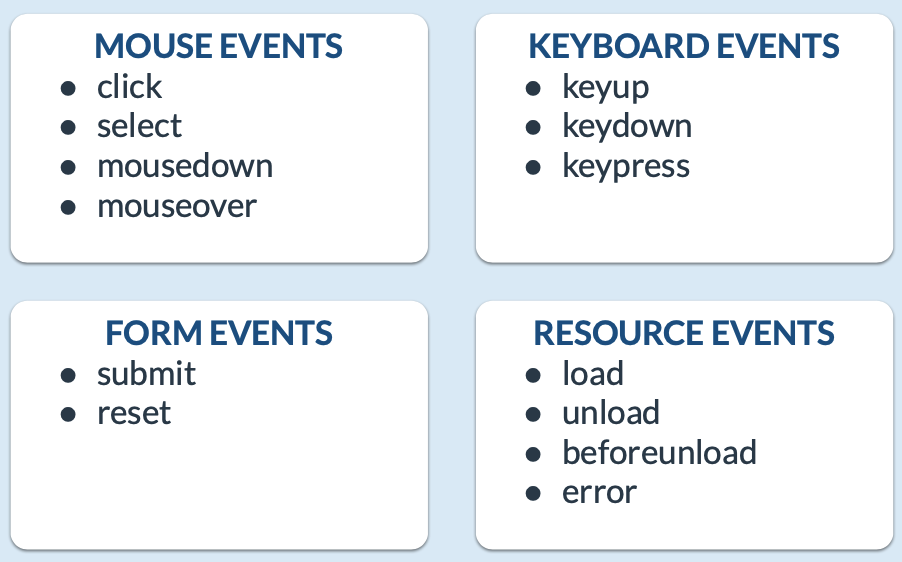 MOUSE EVENTS
● click
● select
● mousedown
● mouseover
KEYBOARD EVENTS
● keyup
● keydown
● keypress
FORM EVENTS
● submit
● reset
RESOURCE EVENTS
● load
● unload
● beforeunload
● error